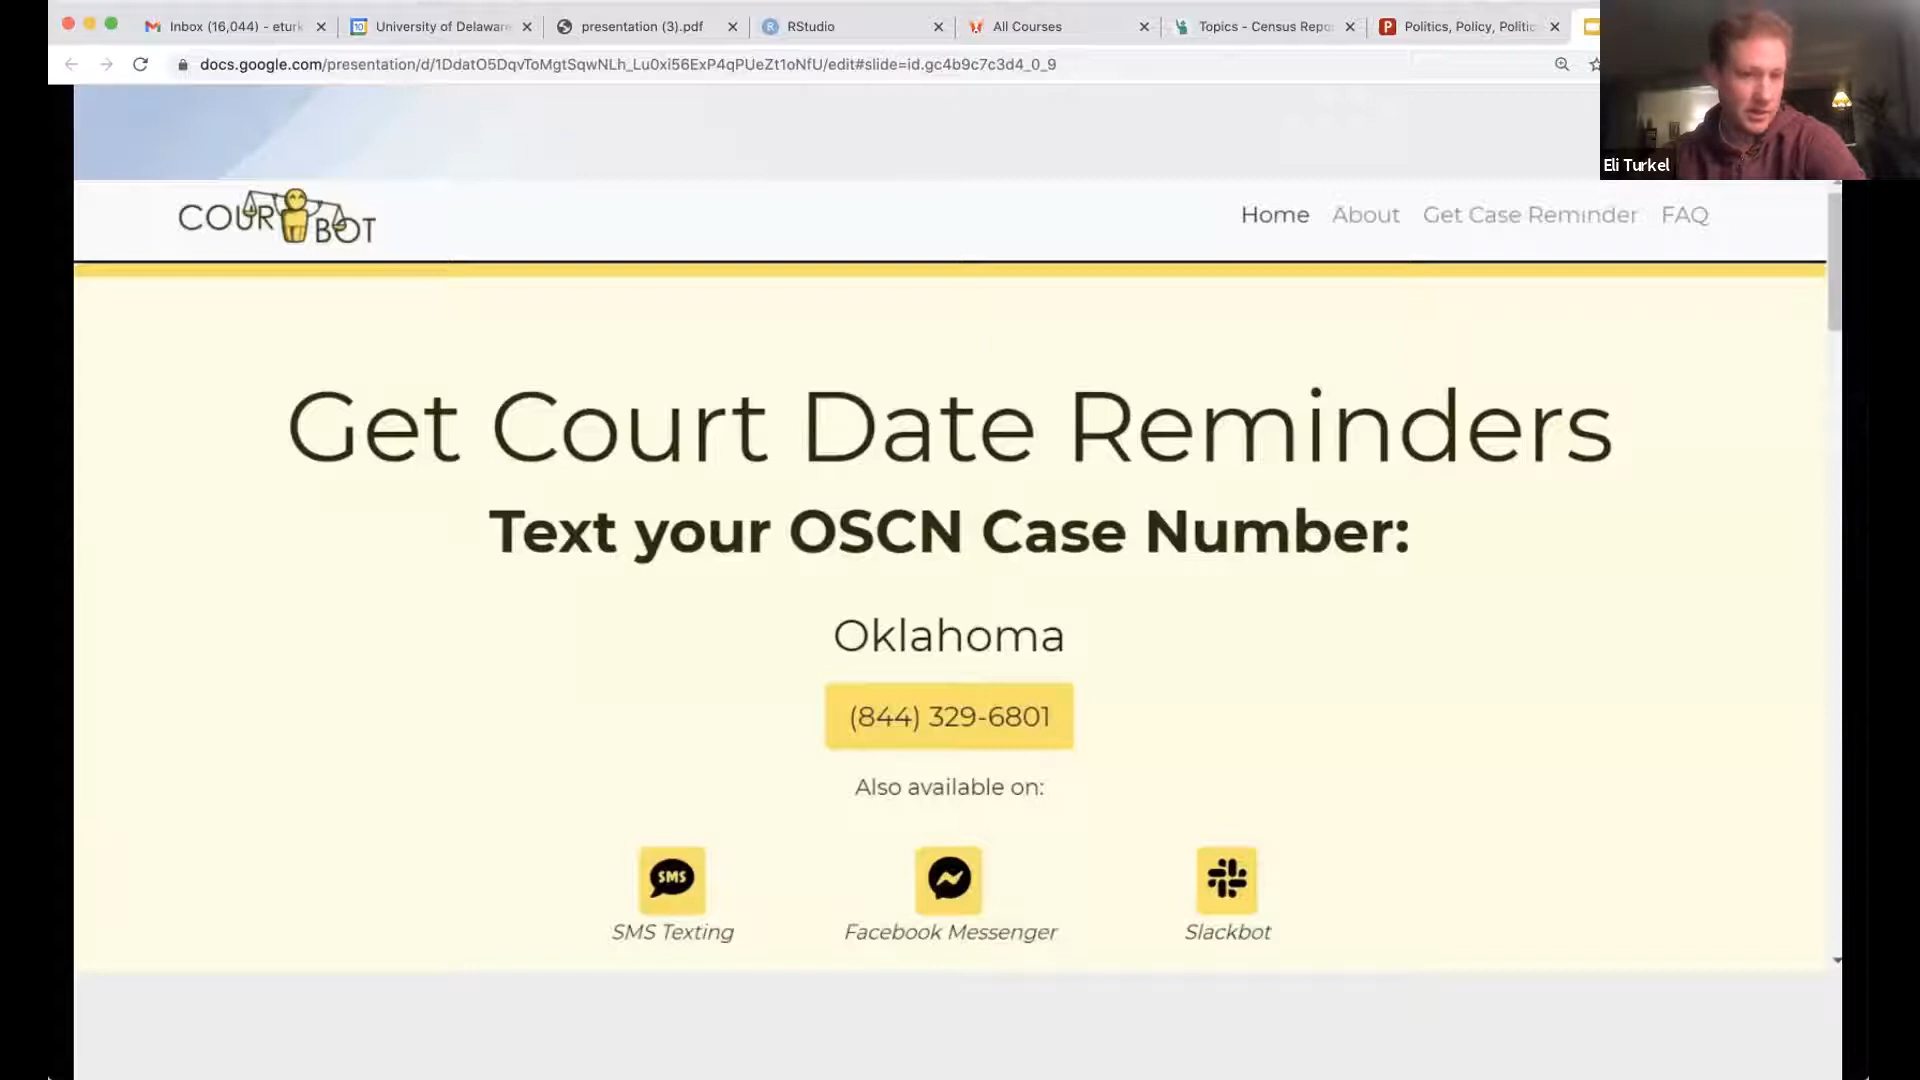 Inbox (16,044) - eturk
University of Delaware
presentation (3).pdf
RStudio
All Courses
Topics - Census Repo
Politics, Policy, Politic
docs.google.com/presentation/d/1DdatO5DqvToMgtSqwNLh_Lu0xi56ExP4qPUeZt1oNfU/edit#slide=id.gc4b9c7c3d4_0_9
Eli Turkel
COURTBOT
Home About Get Case Reminder FAQ
Get Court Date Reminders
Text your OSCN Case Number:
Oklahoma
(844) 329-6801
Also available on:
SMS
SMS Texting
Facebook Messenger
Slackbot